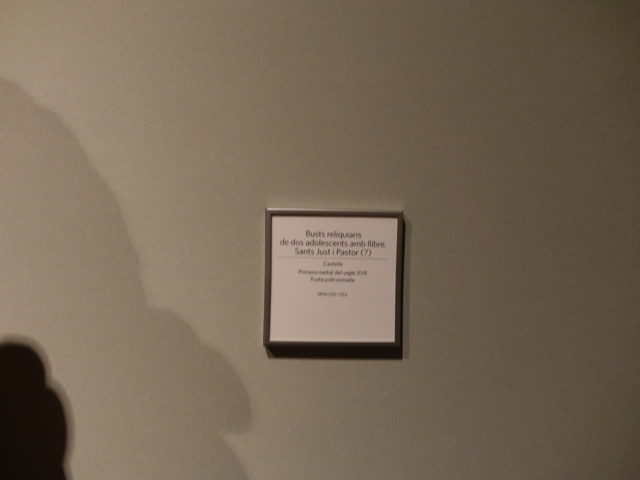 Busts reliquiaris
de dos adolescents amb llibre.
Sants Just i Pastor (?)
Castella
Primera meitat del segle XVII
Fusta policromada